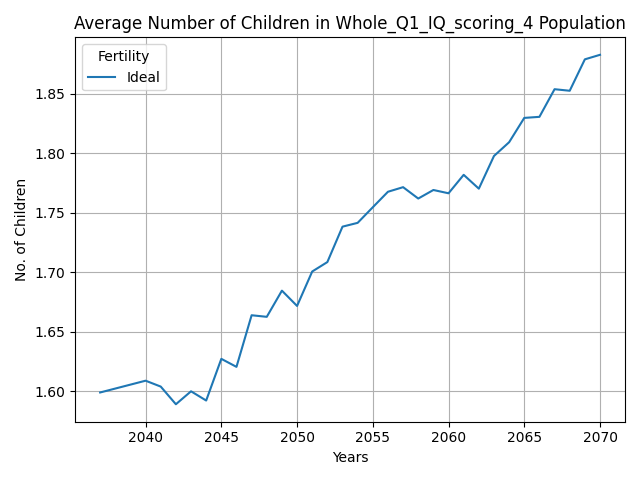 Average Number of Children in Whole_Q1_IQ_scoring_4 Population
Fertility
Ideal
No. of Children
1.85
1.80
1.75
1.70
1.65
1.60
2040 2045 2050 2055 2060 2065 2070
Years